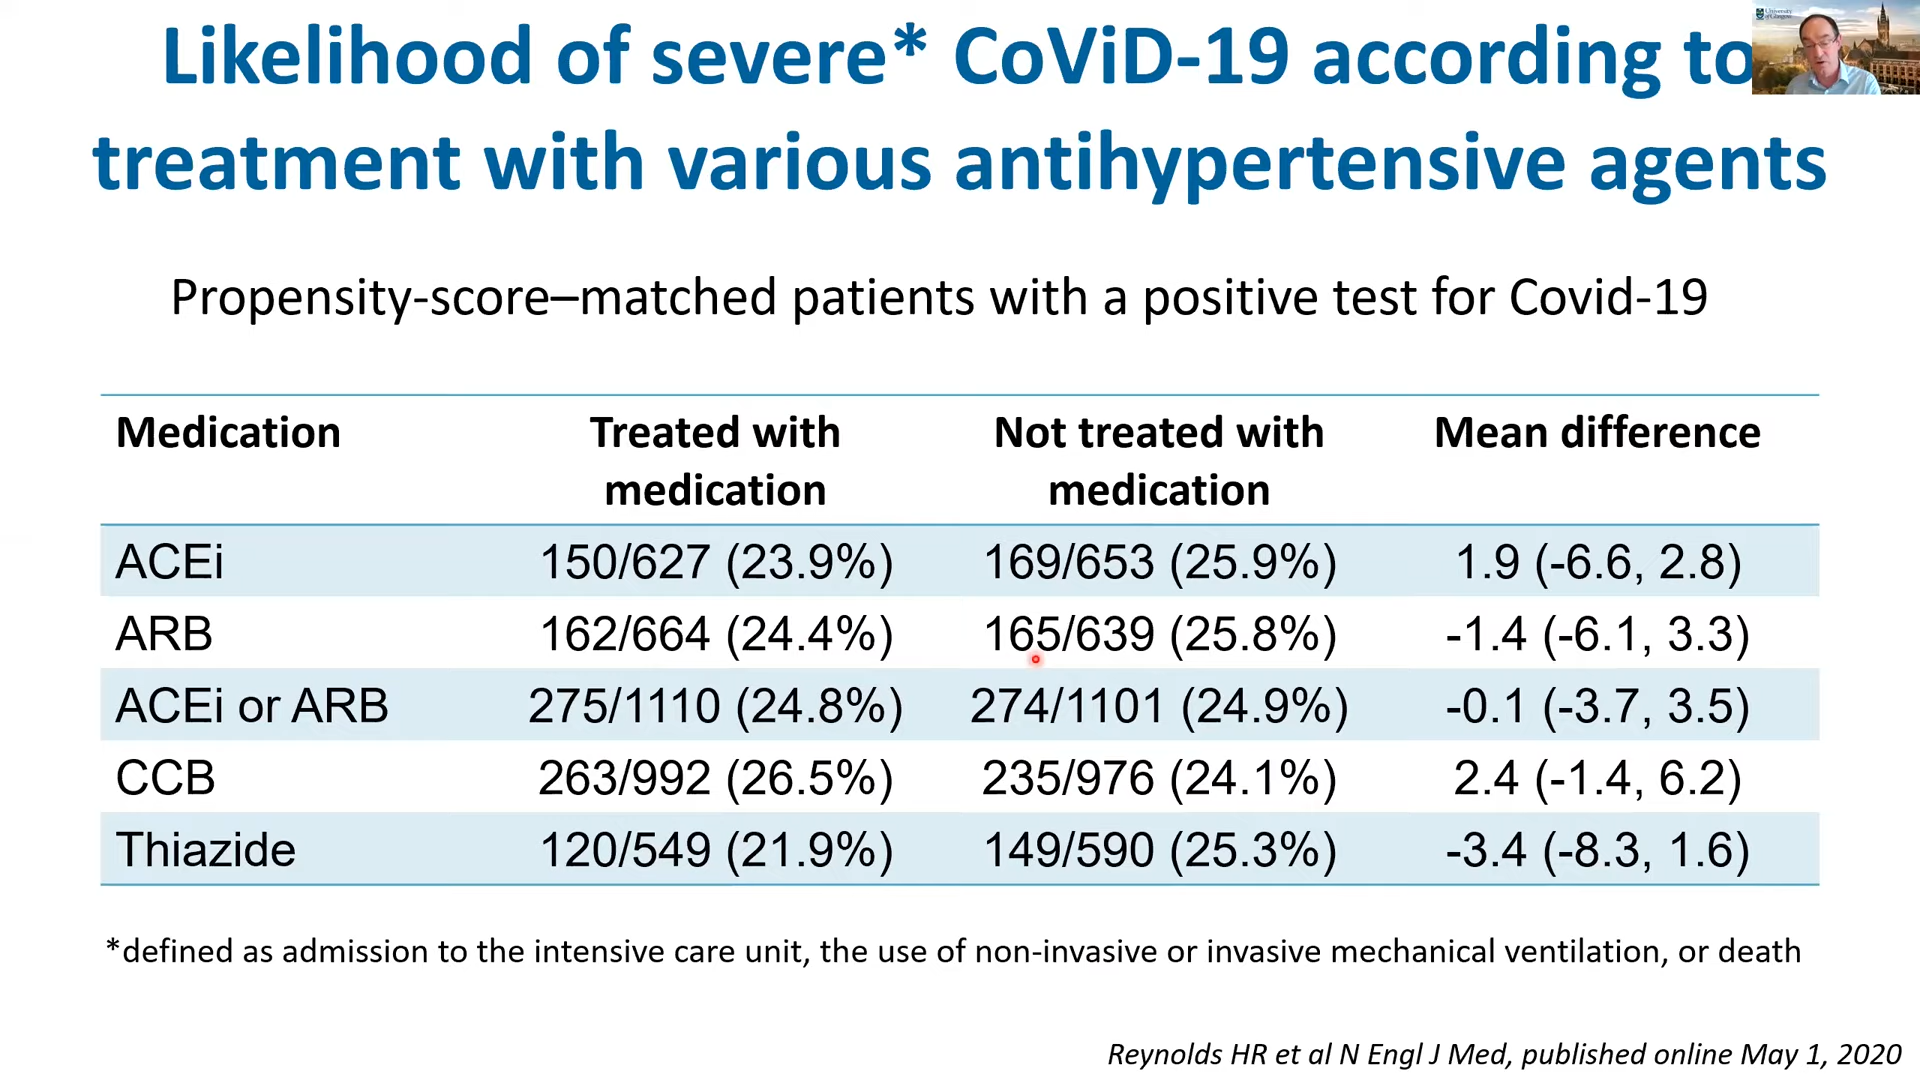 Likelihood of severe* CoViD-19 according to
treatment with various antihypertensive agents
University
of Glasgow
Propensity-score–matched patients with a positive test for Covid-19
Medication Treated with medication Not treated with medication Mean difference
ACEi 150/627 (23.9%) 169/653 (25.9%) 1.9 (-6.6, 2.8)
ARB 162/664 (24.4%) 165/639 (25.8%) -1.4 (-6.1, 3.3)
ACEi or ARB 275/1110 (24.8%) 274/1101 (24.9%) -0.1 (-3.7, 3.5)
CCB 263/992 (26.5%) 235/976 (24.1%) 2.4 (-1.4, 6.2)
Thiazide 120/549 (21.9%) 149/590 (25.3%) -3.4 (-8.3, 1.6)
*defined as admission to the intensive care unit, the use of non-invasive or invasive mechanical ventilation, or death
Reynolds HR et al N Engl J Med, published online May 1, 2020